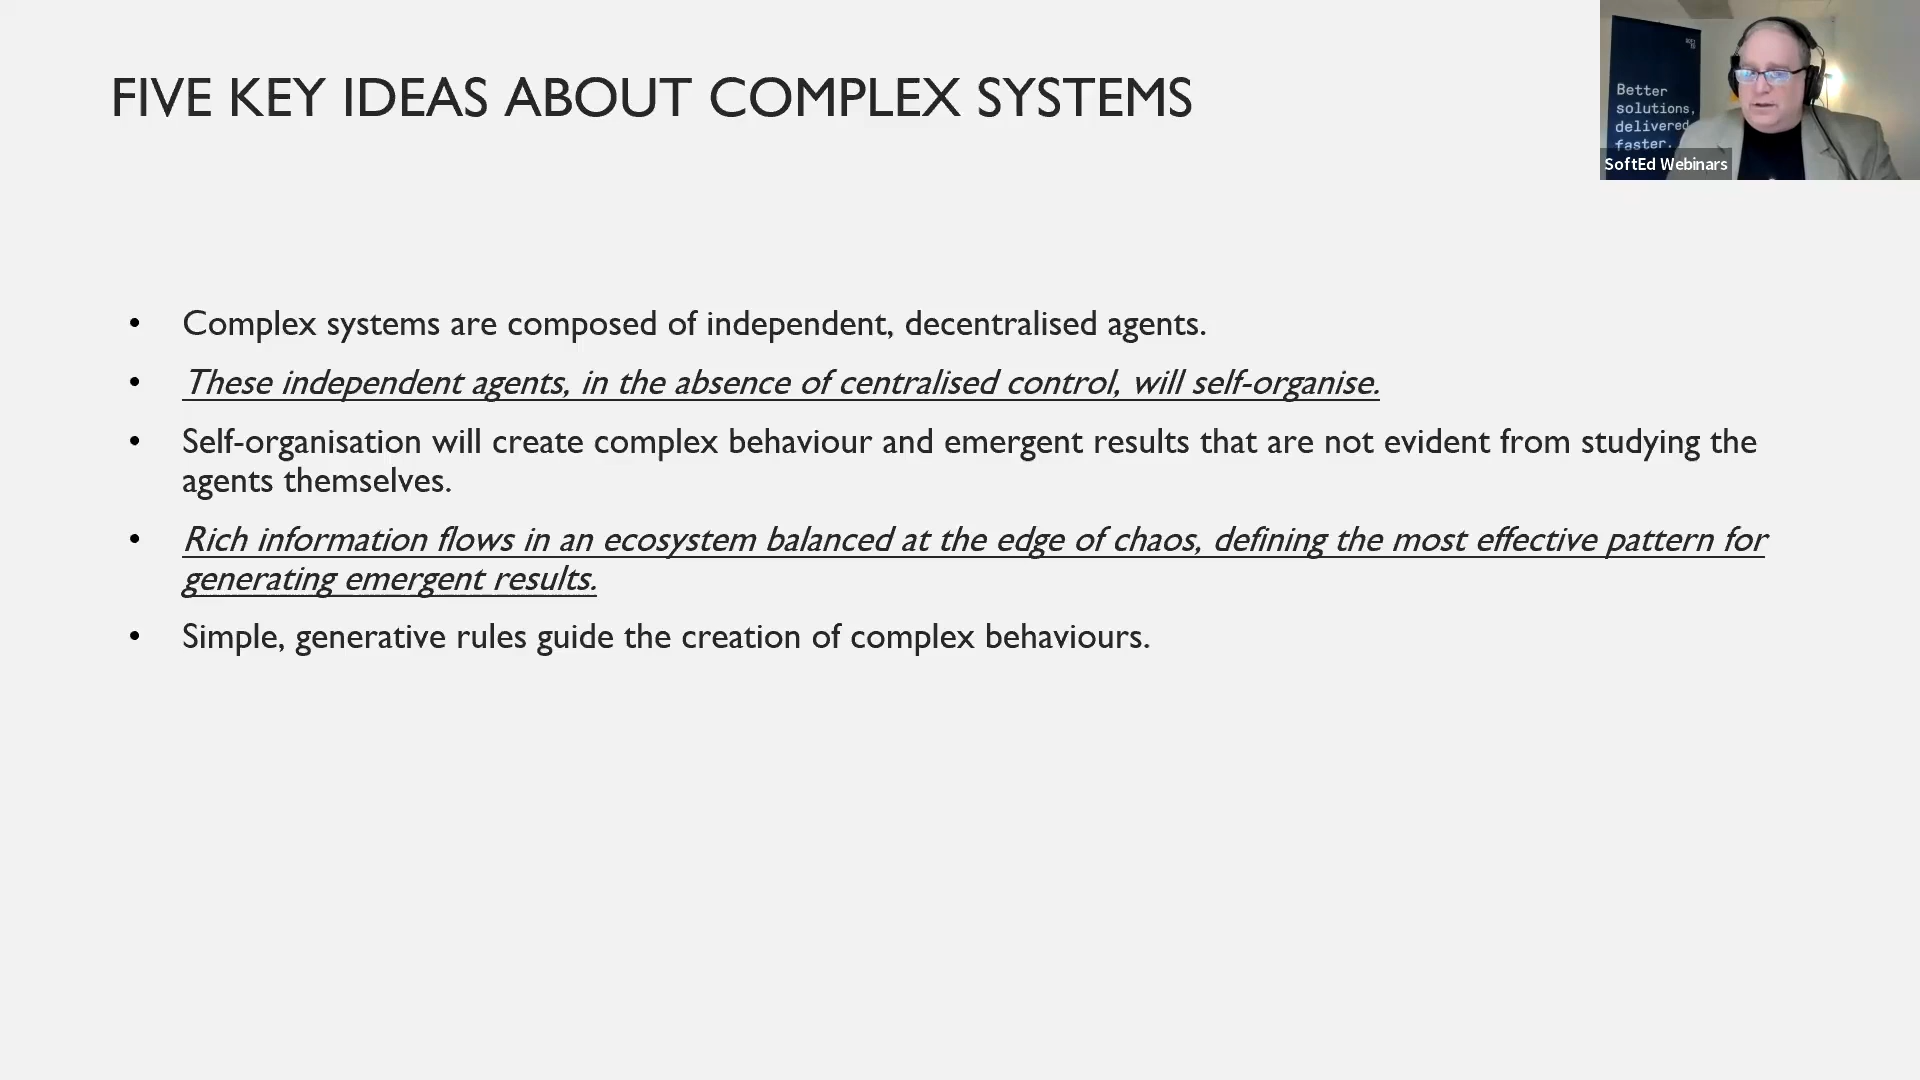 FIVE KEY IDEAS ABOUT COMPLEX SYSTEMS
Better
solutions,
delivered
faster.
SoftEd Webinars
• Complex systems are composed of independent, decentralised agents.
• These independent agents, in the absence of centralised control, will self-organise.
• Self-organisation will create complex behaviour and emergent results that are not evident from studying the
agents themselves.
• Rich information flows in an ecosystem balanced at the edge of chaos, defining the most effective pattern for
generating emergent results.
• Simple, generative rules guide the creation of complex behaviours.